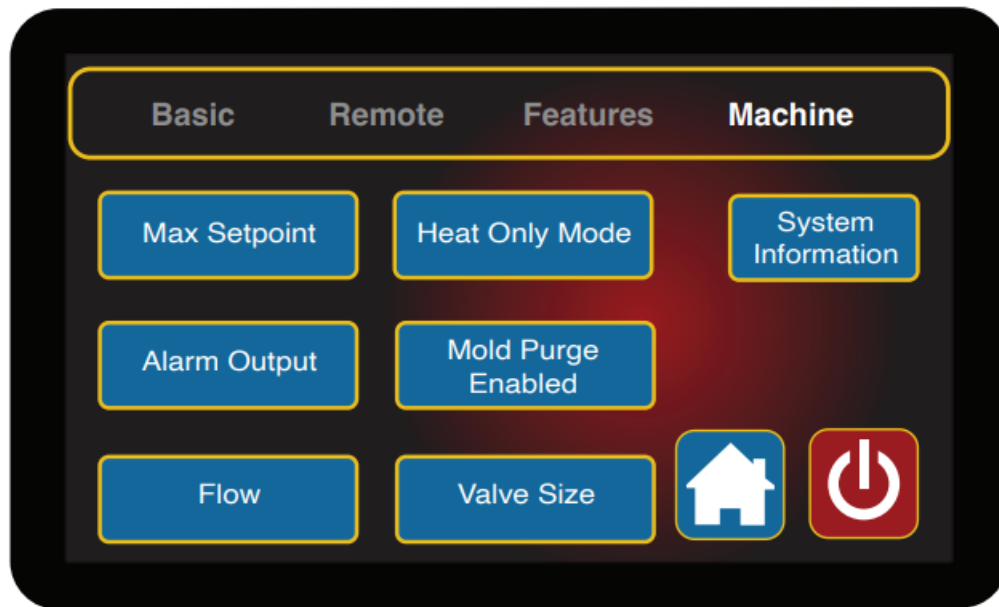 Basic Remote Features Machine
Max Setpoint
Heat Only Mode
System
Information
Alarm Output
Mold Purge
Enabled
Flow
Valve Size